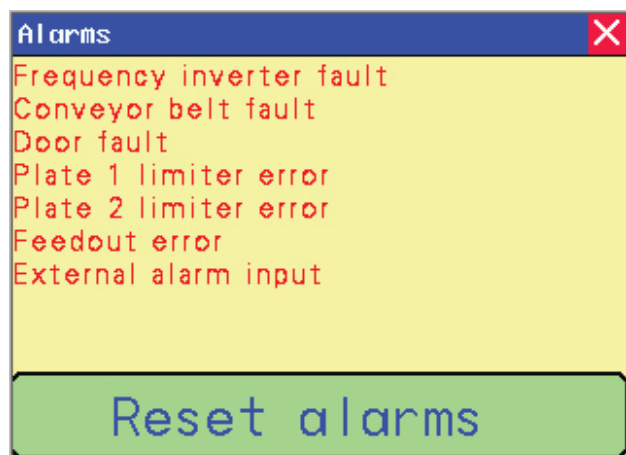 Alarms
Frequency inverter fault
Conveyor belt fault
Door fault
Plate 1 limiter error
Plate 2 limiter error
Feedout error
External alarm input
Reset alarms